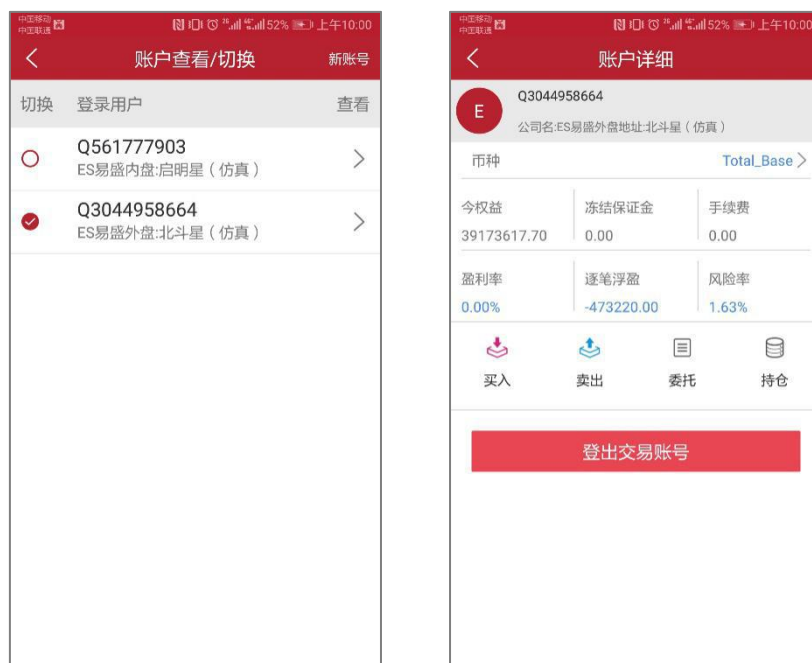 中国移动
中国联通
52% 上午10:00
账户查看/切换 新账号
切换 登录用户 查看
Q561777903
ES易盛内盘:启明星（仿真）
Q3044958664
ES易盛外盘:北斗星（仿真）
中国移动
中国联通
52% 上午10:00
账户详细
E
Q3044958664
公司名:ES易盛外盘地址:北斗星（仿真）
币种 Total_Base
今权益 冻结保证金 手续费
39173617.70 0.00 0.00
盈利率 逐笔浮盈 风险率
0.00% -473220.00 1.63%
买入 卖出 委托 持仓
登出交易账号